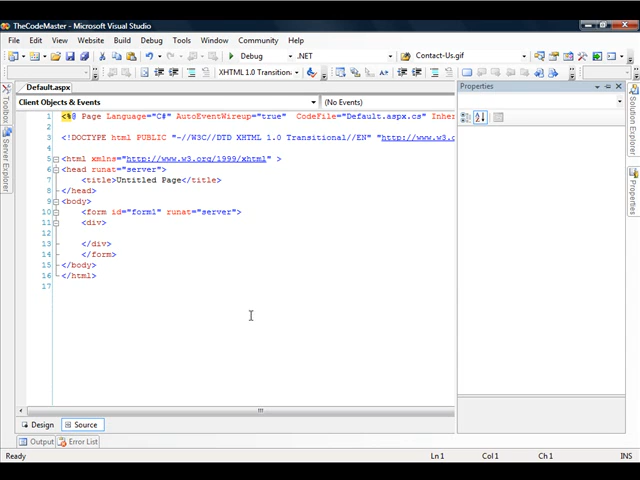 TheCodeMaster - Microsoft Visual Studio
File Edit View Website Build Debug Tools Window Community Help
Debug .NET Contact-Us.gif
XHTML 1.0 Transition
Default.aspx
Properties
Client Objects & Events (No Events)
1 <%@ Page Language="C#" AutoEventWireup="true" CodeFile="Default.aspx.cs" Inher
2
3 <!DOCTYPE html PUBLIC "-//W3C//DTD XHTML 1.0 Transitional//EN" "http://www.w3.o
4
5 <html xmlns="http://www.w3.org/1999/xhtml" >
6 <head runat="server">
7 <title>Untitled Page</title>
8 </head>
9 <body>
10 <form id="form1" runat="server">
11 <div>
12
13 </div>
14 </form>
15 </body>
16 </html>
17
Toolbox
Server Explorer
Solution Explorer
Properties
Design Source
Output Error List
Ready Ln 1 Col 1 Ch 1 INS